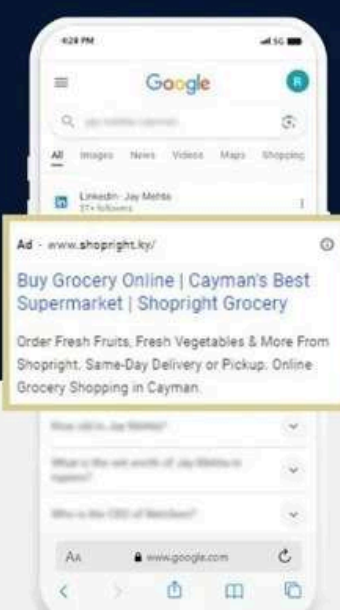 4:28 PM
5G
Google
R
All Images News Videos Maps Shopping
in
LinkedIn · Jay Mehta
Ad · www.shopright.ky/
Buy Grocery Online | Cayman's Best
Supermarket | Shopright Grocery
Order Fresh Fruits, Fresh Vegetables & More From
Shopright. Same-Day Delivery or Pickup. Online
Grocery Shopping in Cayman.
AA www.google.com